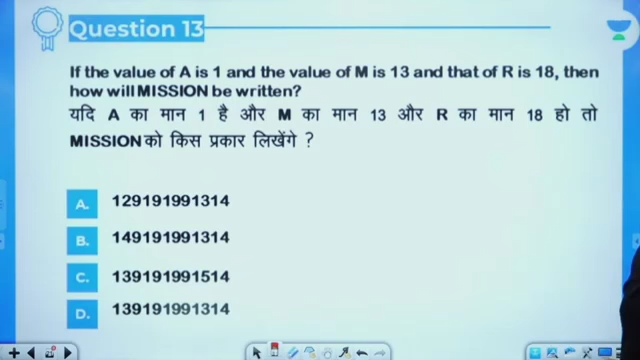 Question 13
If the value of A is 1 and the value of M is 13 and that of R is 18, then
how will MISSION be written?
यदि A का मान 1 है और M का मान 13 और R का मान 18 हो तो
MISSION को किस प्रकार लिखेंगे ?
A. 129191991314
B. 149191991314
C. 139191991514
D. 139191991314